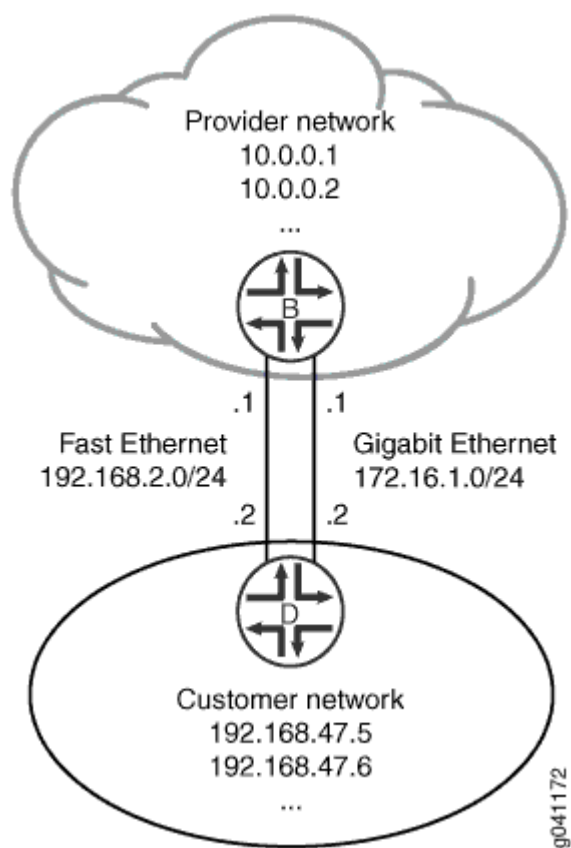 Provider network
10.0.0.1
10.0.0.2
...
B
.1 .1
Fast Ethernet
192.168.2.0/24
Gigabit Ethernet
172.16.1.0/24
.2 .2
D
Customer network
192.168.47.5
192.168.47.6
...
g041172